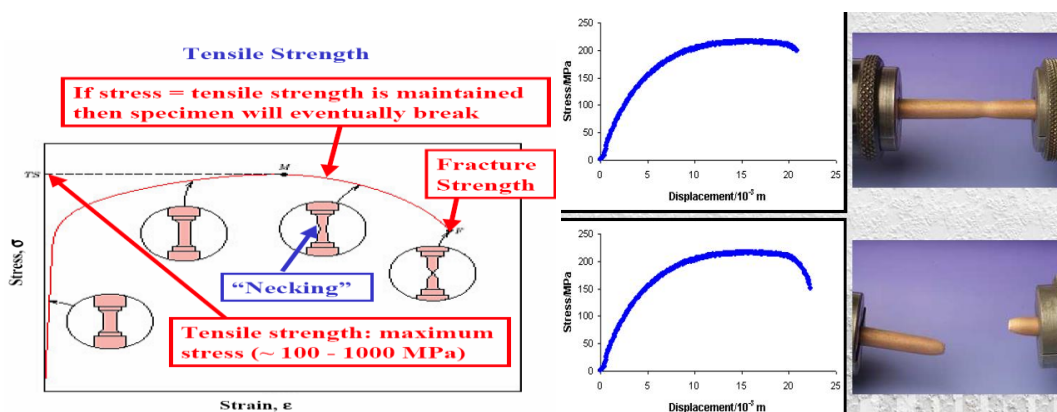 Tensile Strength
If stress = tensile strength is maintained
then specimen will eventually break
TS
M
Fracture
Strength
F
Stress, σ
“Necking”
Tensile strength: maximum
stress (~ 100 - 1000 MPa)
Strain, ε
250
200
150
100
50
0
Stress/MPa
0 5 10 15 20 25
Displacement/10⁻⁵ m
250
200
150
100
50
0
Stress/MPa
0 5 10 15 20 25
Displacement/10⁻⁵ m